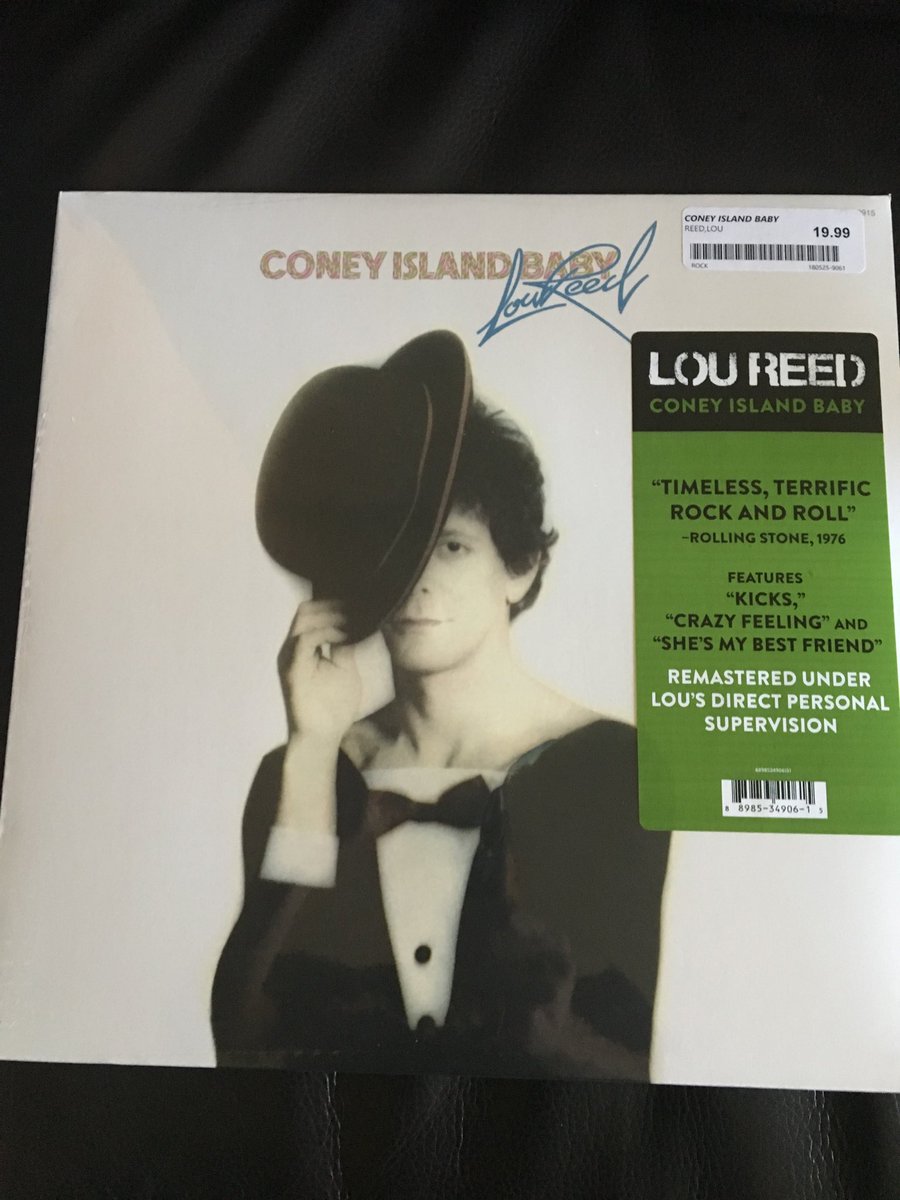 CONEY ISLAND BABY
Lou Reed
CONEY ISLAND BABY
REED,LOU
19.99
ROCK
180525-9061
LOU REED
CONEY ISLAND BABY
"TIMELESS, TERRIFIC
ROCK AND ROLL"
–ROLLING STONE, 1976
FEATURES
"KICKS,"
"CRAZY FEELING" AND
"SHE'S MY BEST FRIEND"
REMASTERED UNDER
LOU'S DIRECT PERSONAL
SUPERVISION
8 8985-34906-1 5